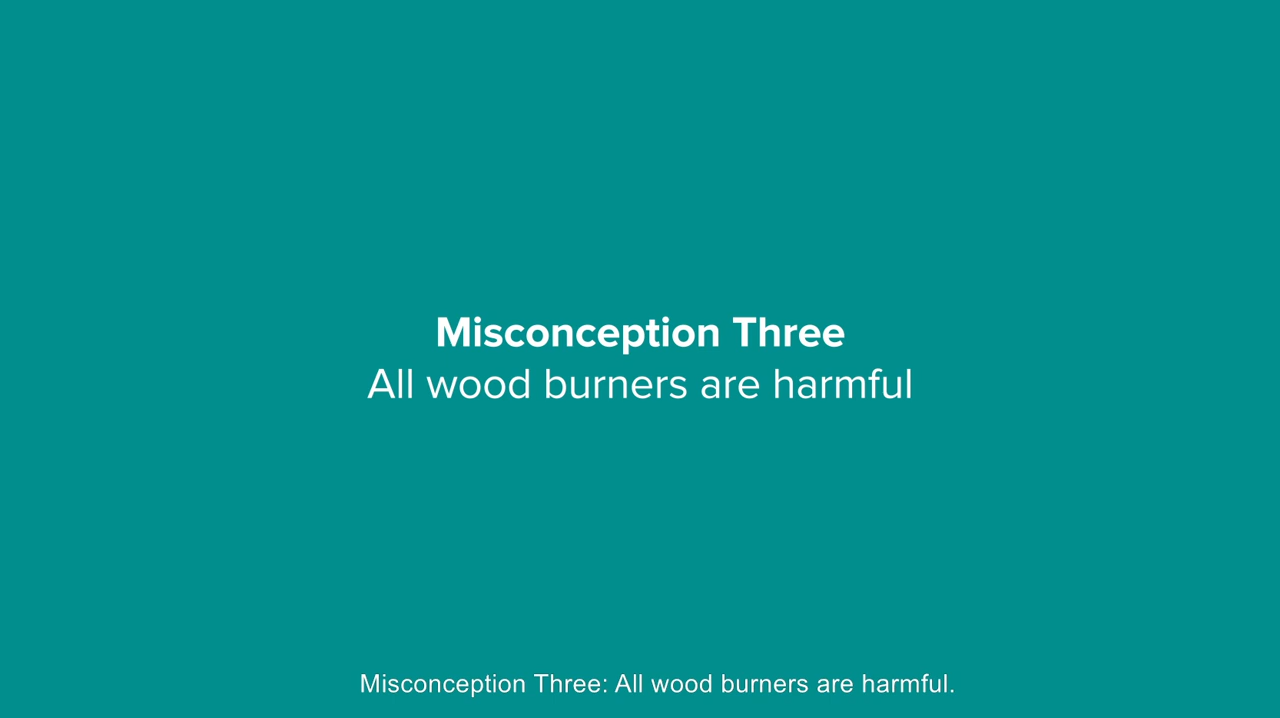 Misconception Three
All wood burners are harmful
Misconception Three: All wood burners are harmful.